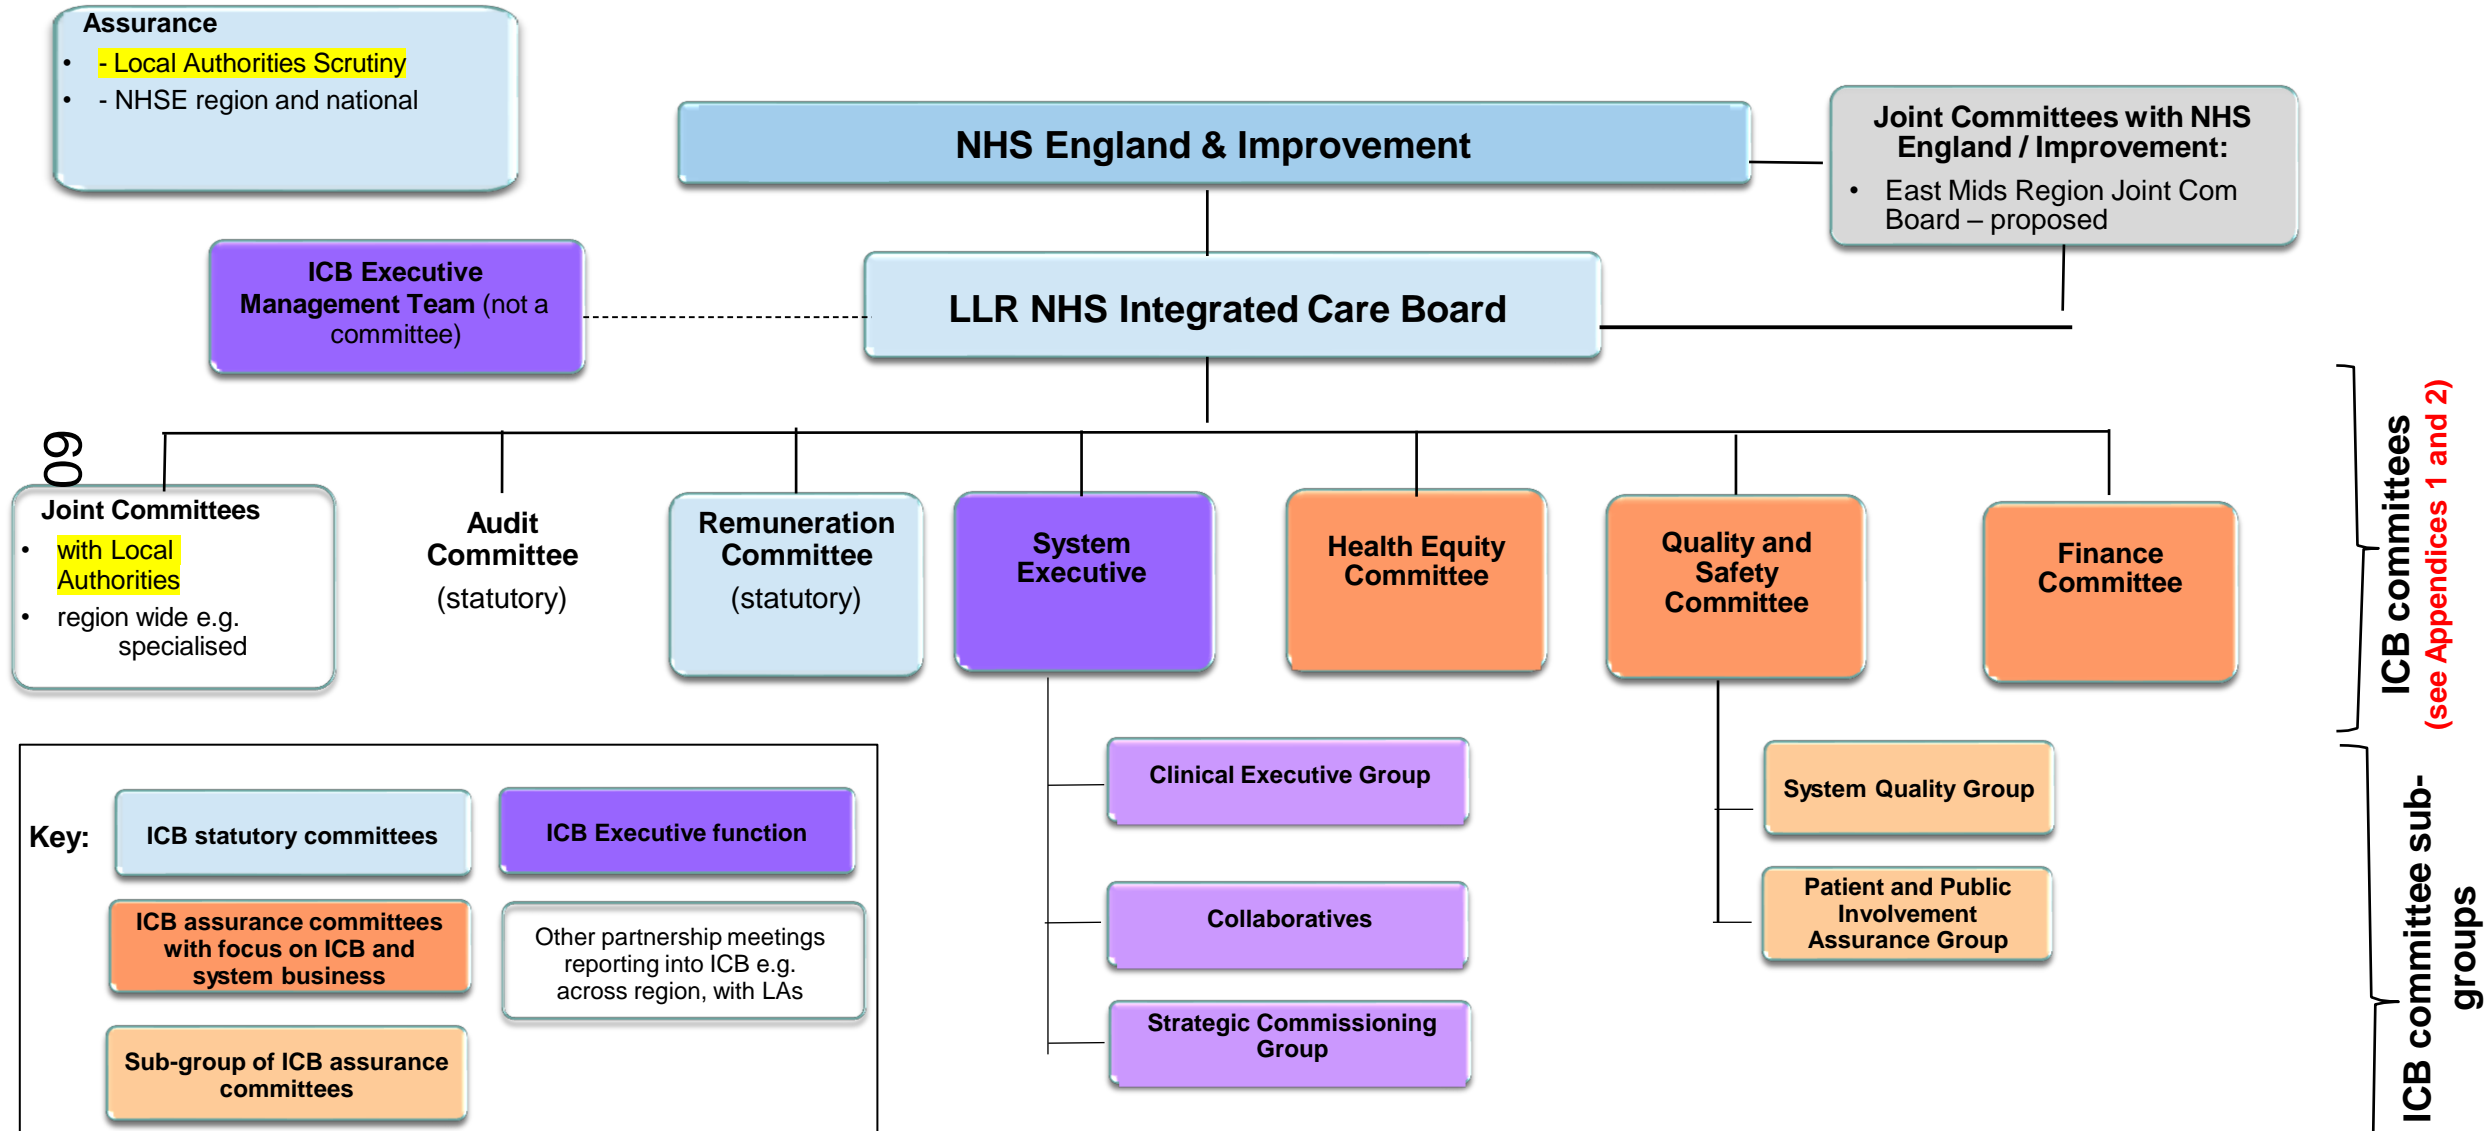 Assurance
• - Local Authorities Scrutiny
• - NHSE region and national
NHS England & Improvement
Joint Committees with NHS
England / Improvement:
• East Mids Region Joint Com
Board – proposed
ICB Executive
Management Team (not a
committee)
LLR NHS Integrated Care Board
60
Joint Committees
• with Local
Authorities
• region wide e.g.
specialised
Audit
Committee
(statutory)
Remuneration
Committee
(statutory)
System
Executive
Health Equity
Committee
Quality and
Safety
Committee
Finance
Committee
ICB committees
(see Appendices 1 and 2)
Clinical Executive Group
Collaboratives
Strategic Commissioning
Group
System Quality Group
Patient and Public
Involvement
Assurance Group
ICB committee sub-
groups
Key:
ICB statutory committees
ICB Executive function
ICB assurance committees
with focus on ICB and
system business
Other partnership meetings
reporting into ICB e.g.
across region, with LAs
Sub-group of ICB assurance
committees